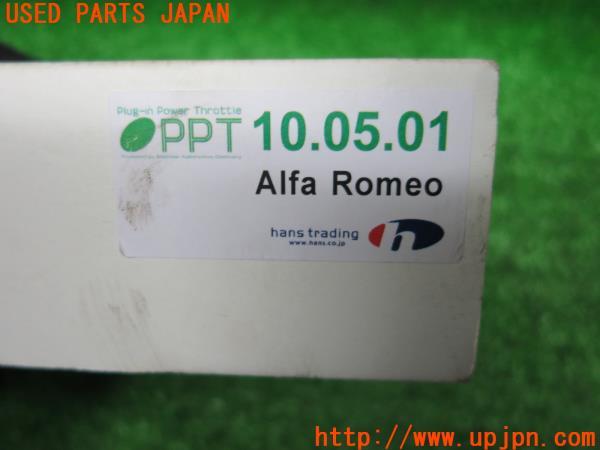 USED PARTS JAPAN
Plug-in Power Throttle
PPT 10.05.01
Alfa Romeo
hans trading
www.hans.co.jp
http://www.upjpn.com/